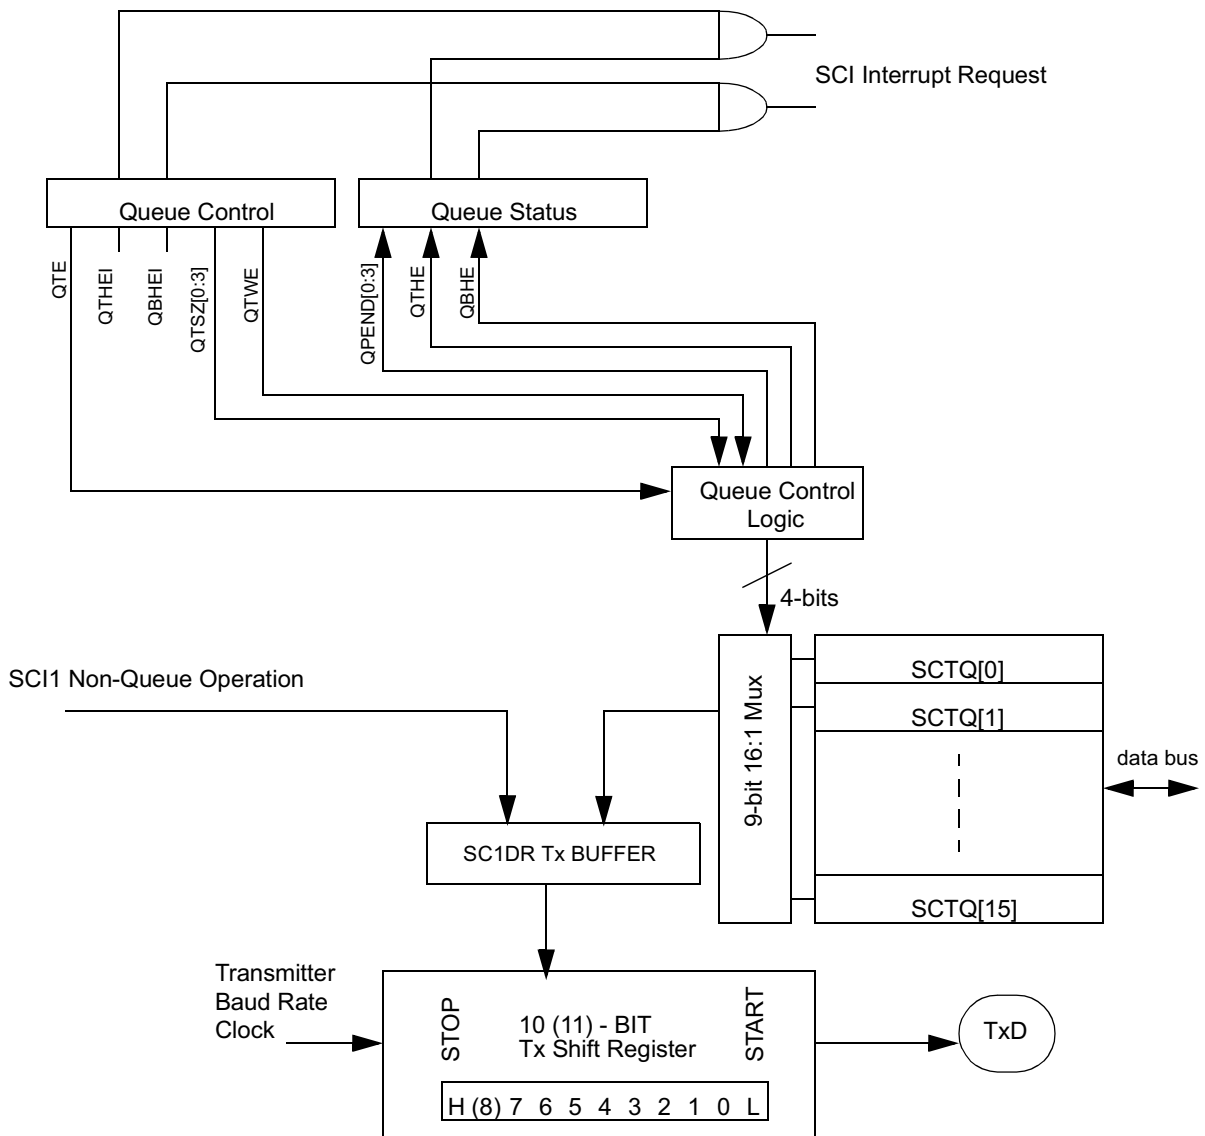 SCI Interrupt Request
Queue Control
Queue Status
QTE
QTHEI
QBHEI
QTSZ[0:3]
QTWE
QPEND[0:3]
QTHE
QBHE
Queue Control
Logic
4-bits
SCI1 Non-Queue Operation
9-bit 16:1 Mux
SCTQ[0]
SCTQ[1]
data bus
SC1DR Tx BUFFER
SCTQ[15]
Transmitter
Baud Rate
Clock
STOP
10 (11) - BIT
Tx Shift Register
START
TxD
H (8) 7 6 5 4 3 2 1 0 L